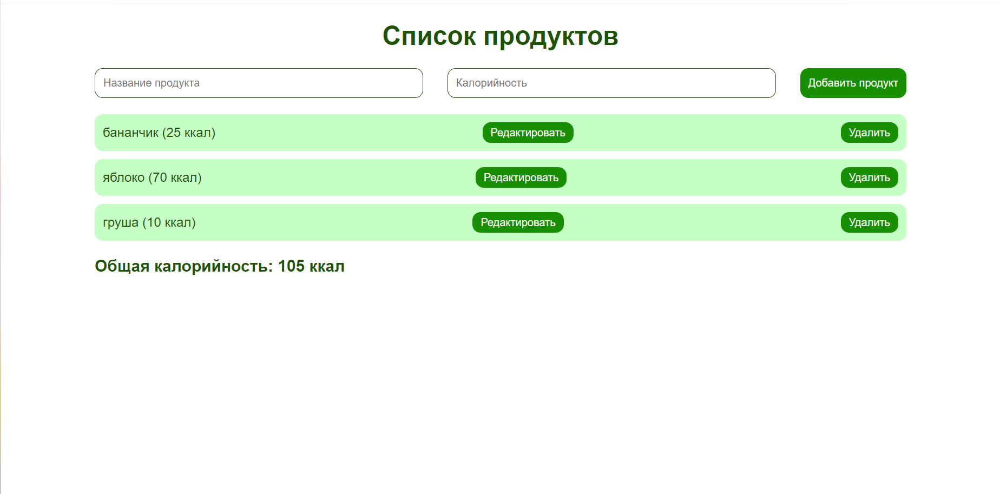 Список продуктов
Название продукта Калорийность Добавить продукт
бананчик (25 ккал) Редактировать Удалить
яблоко (70 ккал) Редактировать Удалить
груша (10 ккал) Редактировать Удалить
Общая калорийность: 105 ккал